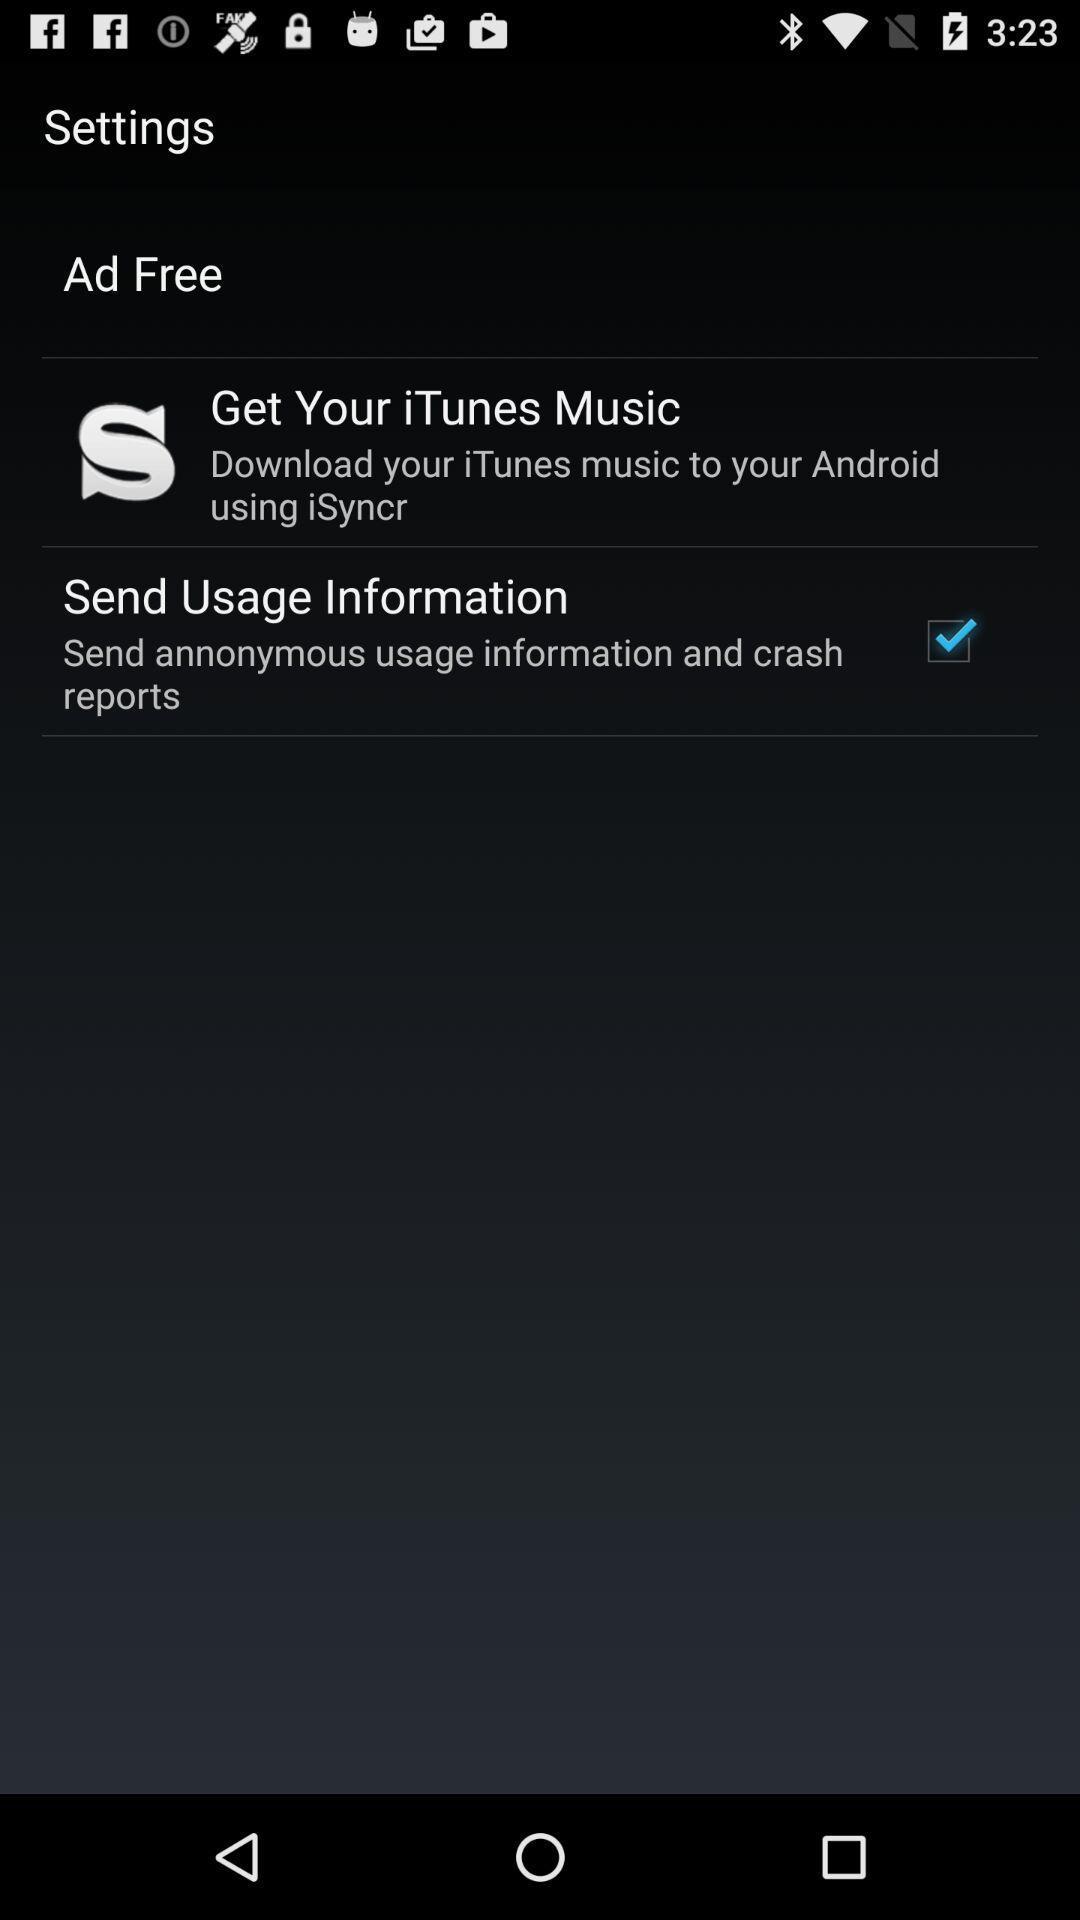 FAKE
3:23
Settings
Ad Free
Get Your iTunes Music
Download your iTunes music to your Android
using iSyncr
Send Usage Information
Send annonymous usage information and crash
reports